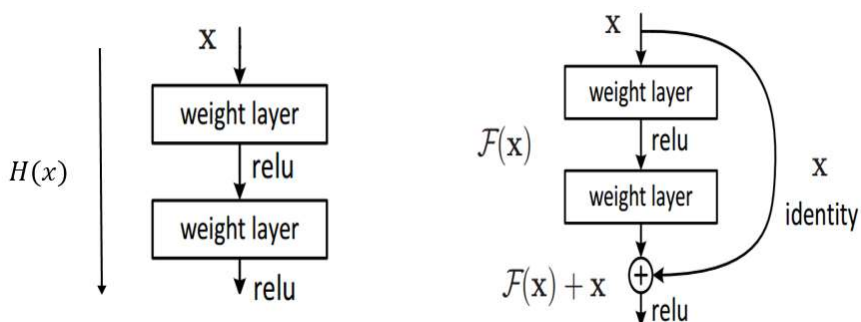 x
weight layer
relu
H(x)
weight layer
relu
x
weight layer
F(x)
relu
x
weight layer
identity
F(x) + x
+
relu